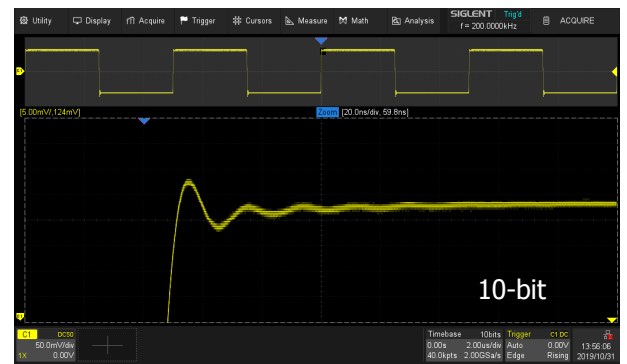 Utility Display Acquire Trigger Cursors Measure Math Analysis SIGLENT Trig'd ACQUIRE
f = 200.0000kHz
C1
[5.00mV/,124mV] Zoom [20.0ns/div, 59.8ns]
10-bit
C1
C1 DC50 Timebase 10bits Trigger C1 DC
50.0mV/div 0.00s 2.00us/div Auto 0.00V 13:56:06
1X 0.00V 40.0kpts 2.00GSa/s Edge Rising 2019/10/31